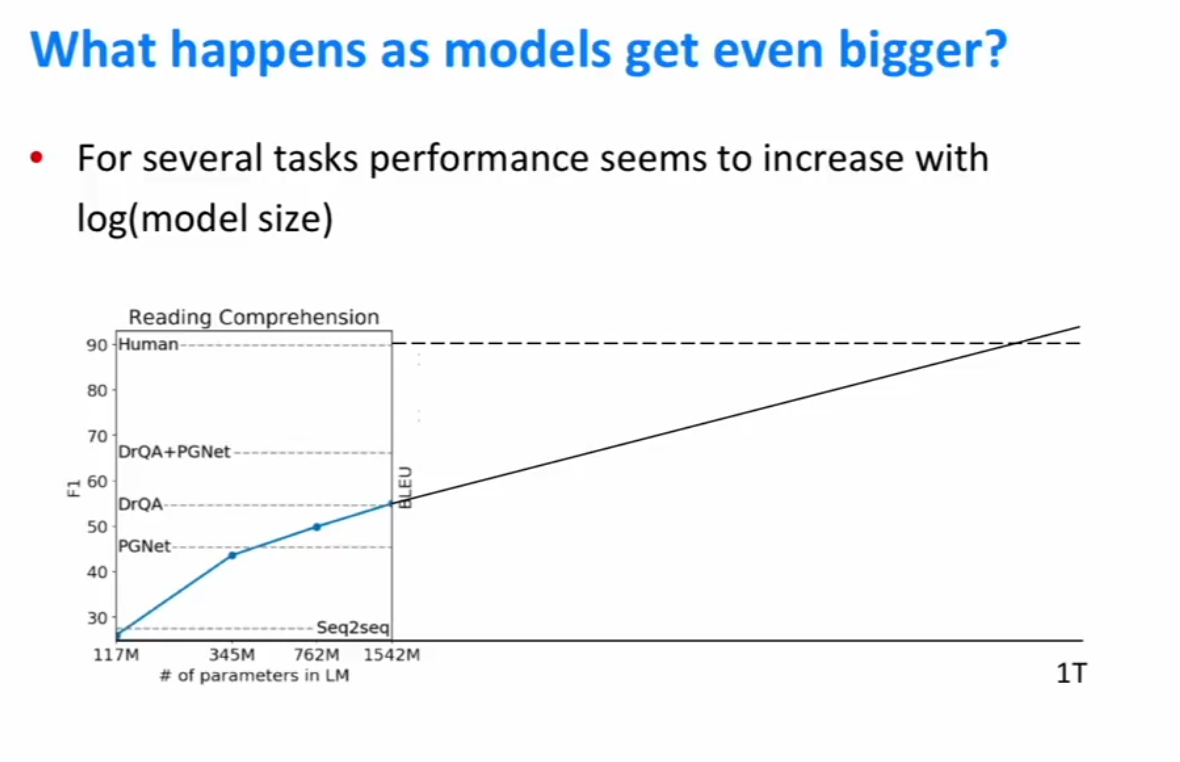 What happens as models get even bigger?
• For several tasks performance seems to increase with
log(model size)
Reading Comprehension
90
Human
80
70
DrQA+PGNet
60
F1
BLEU
DrQA
50
PGNet
40
30
Seq2seq
117M 345M 762M 1542M
# of parameters in LM
1T